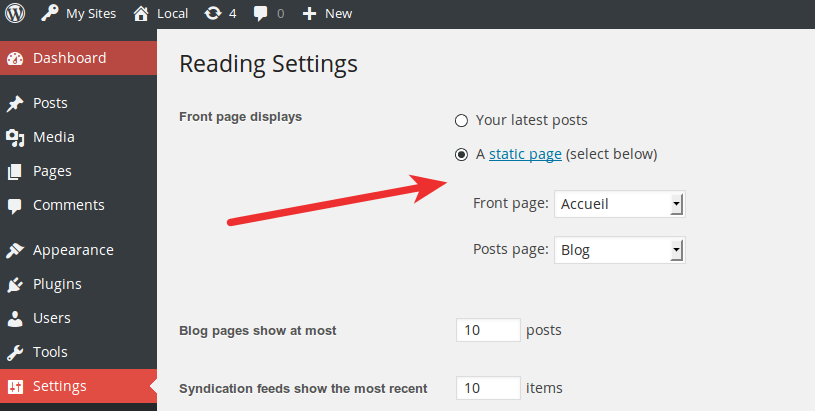 My Sites Local 4 0 New
Dashboard
Posts
Media
Pages
Comments
Appearance
Plugins
Users
Tools
Settings
Reading Settings
Front page displays
Your latest posts
A static page (select below)
Front page: Accueil
Posts page: Blog
Blog pages show at most 10 posts
Syndication feeds show the most recent 10 items